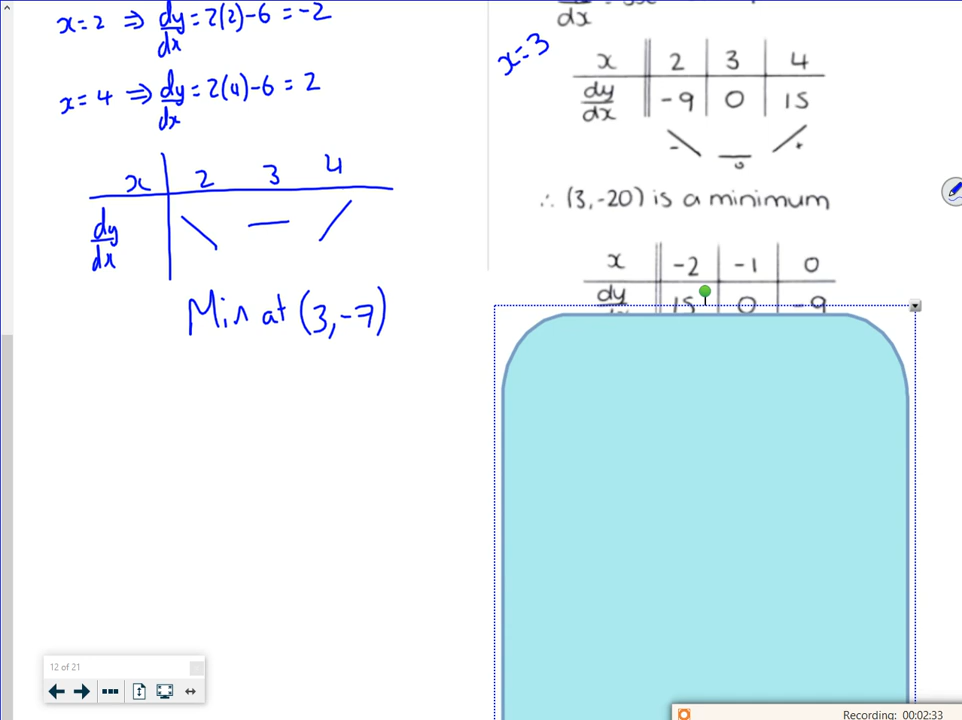 x=2 ⇒ dy/dx = 2(2)-6 = -2
x=4 ⇒ dy/dx = 2(4)-6 = 2
x 2 3 4
dy/dx
Min at (3,-7)
dx
x=3
x 2 3 4
dy/dx -9 0 15
- 0 +
∴ (3,-20) is a minimum
x -2 -1 0
dy 15 0 -9
12 of 21
Recording: 00:02:33